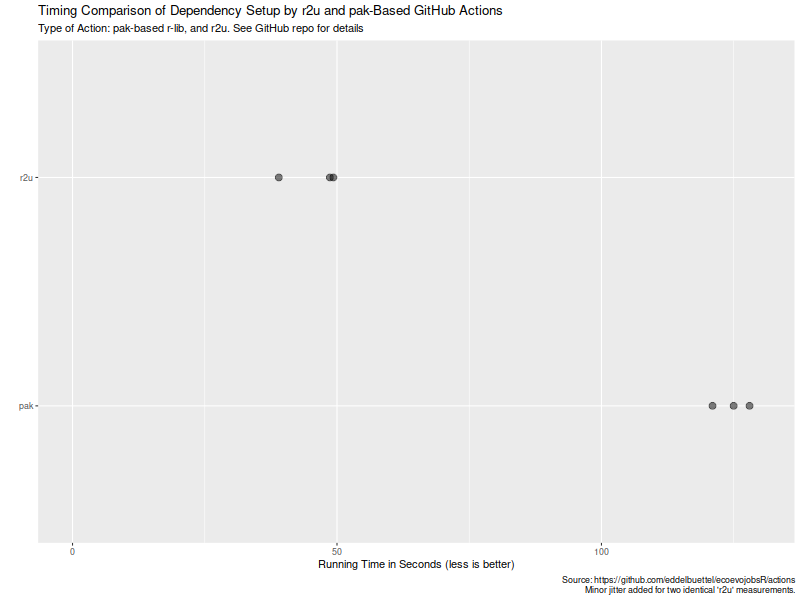 Timing Comparison of Dependency Setup by r2u and pak-Based GitHub Actions
Type of Action: pak-based r-lib, and r2u. See GitHub repo for details
r2u
pak
0 50 100
Running Time in Seconds (less is better)
Source: https://github.com/eddelbuettel/ecoevojobsR/actions
Minor jitter added for two identical 'r2u' measurements.